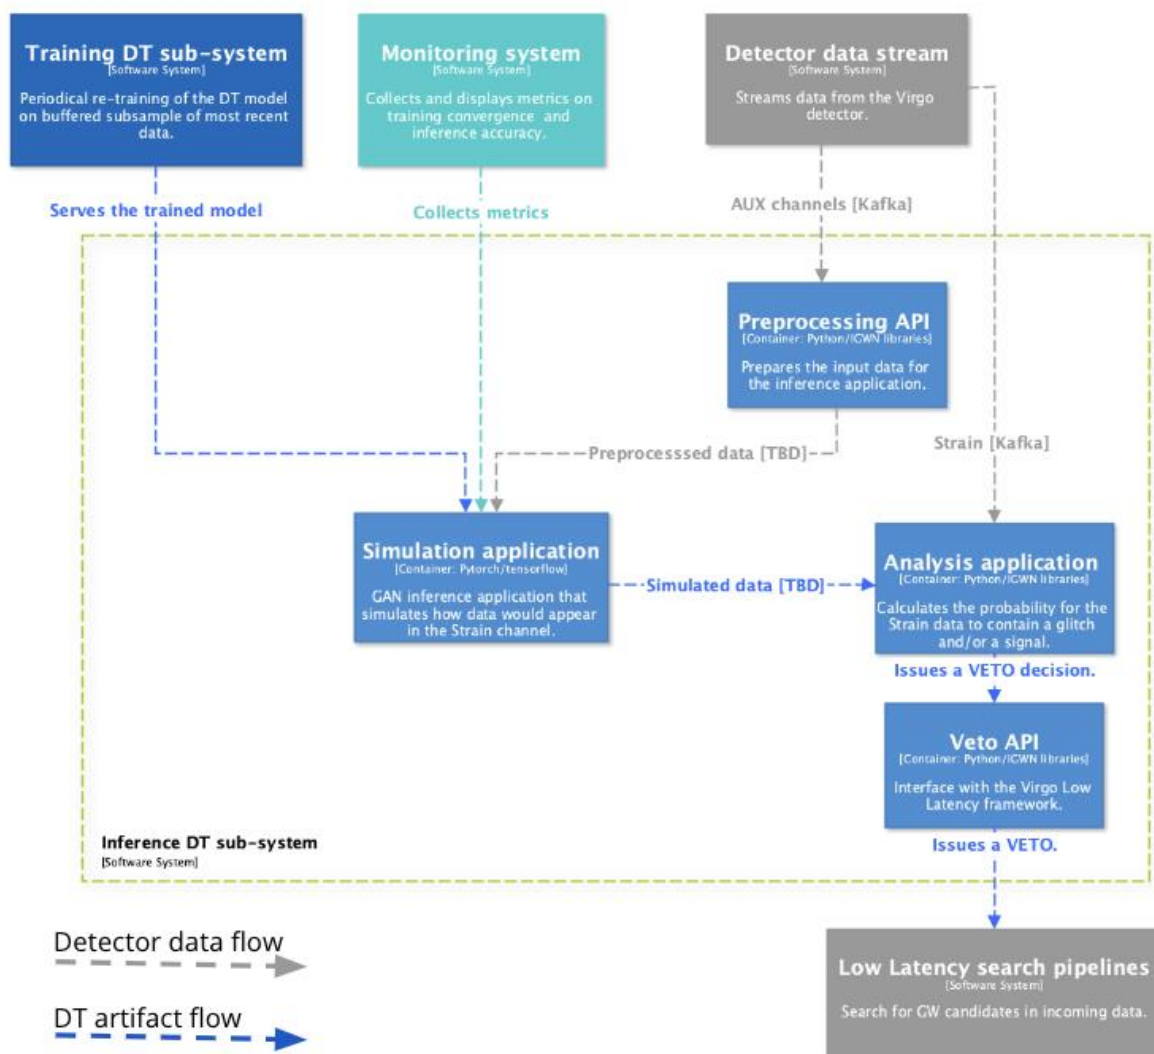 Training DT sub-system
[Software System]
Periodical re-training of the DT model
on buffered subsample of most recent
data.
Monitoring system
[Software System]
Collects and displays metrics on
training convergence and
inference accuracy.
Detector data stream
[Software System]
Streams data from the Virgo
detector.
Serves the trained model
Collects metrics
AUX channels [Kafka]
Preprocessing API
[Container: Python/IGWN libraries]
Prepares the input data for
the inference application.
Strain [Kafka]
Preprocesssed data [TBD]
Simulation application
[Container: Pytorch/tensorflow]
GAN inference application that
simulates how data would appear
in the Strain channel.
Simulated data [TBD]
Analysis application
[Container: Python/IGWN libraries]
Calculates the probability for the
Strain data to contain a glitch
and/or a signal.
Issues a VETO decision.
Veto API
[Container: Python/IGWN libraries]
Interface with the Virgo Low
Latency framework.
Inference DT sub-system
[Software System]
Issues a VETO.
Low Latency search pipelines
[Software System]
Search for GW candidates in incoming data.
Detector data flow
DT artifact flow